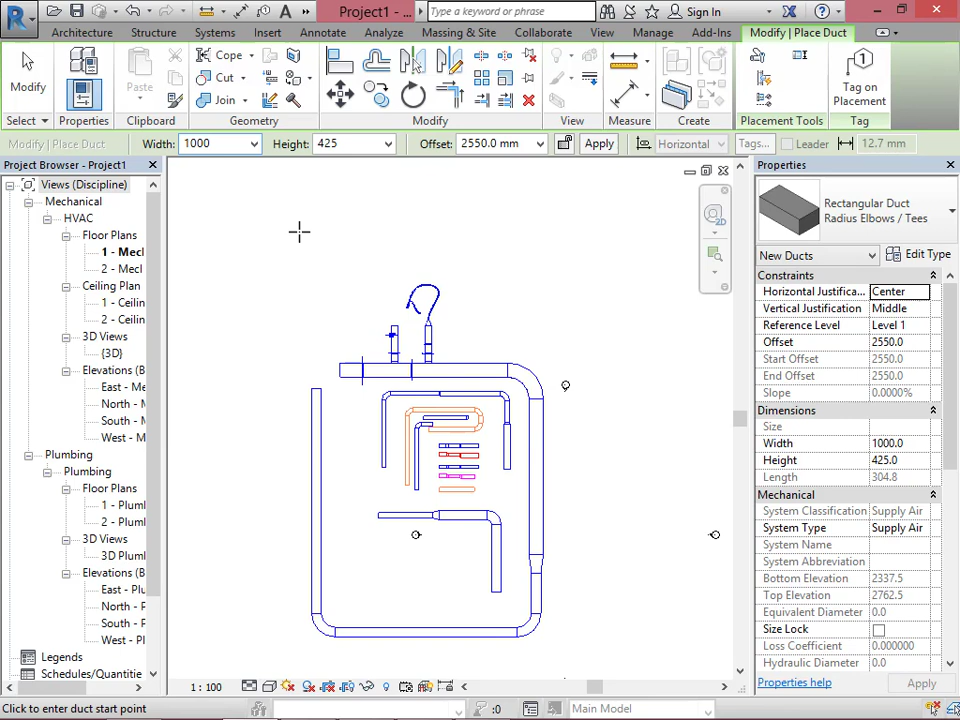 Project1 - ...
Type a keyword or phrase
Sign In
Architecture
Structure
Systems
Insert
Annotate
Analyze
Massing & Site
Collaborate
View
Manage
Add-Ins
Modify | Place Duct
Modify
Cope
Cut
Join
Paste
Tag on
Placement
Select
Properties
Clipboard
Geometry
Modify
View
Measure
Create
Placement Tools
Tag
Modify | Place Duct
Width: 1000
Height: 425
Offset: 2550.0 mm
Apply
Horizontal
Tags...
Leader
12.7 mm
Project Browser - Project1
Views (Discipline)
Mechanical
HVAC
Floor Plans
1 - Mecl
2 - Mecl
Ceiling Plan
1 - Ceilin
2 - Ceilin
3D Views
{3D}
Elevations (B
East - Me
North - M
South - M
West - M
Plumbing
Plumbing
Floor Plans
1 - Plum
2 - Plum
3D Views
3D Plum
Elevations (B
East - Pl
North - P
South - P
West - Pl
Legends
Schedules/Quantitie
2D
Properties
Rectangular Duct
Radius Elbows / Tees
New Ducts
Edit Type
Constraints
Horizontal Justifica... Center
Vertical Justification Middle
Reference Level Level 1
Offset 2550.0
Start Offset 2550.0
End Offset 2550.0
Slope 0.0000%
Dimensions
Size
Width 1000.0
Height 425.0
Length 304.8
Mechanical
System Classification Supply Air
System Type Supply Air
System Name
System Abbreviation
Bottom Elevation 2337.5
Top Elevation 2762.5
Equivalent Diameter 0.0
Size Lock
Loss Coefficient 0.000000
Hydraulic Diameter 0.0
Properties help
Apply
1 : 100
Click to enter duct start point
:0
Main Model